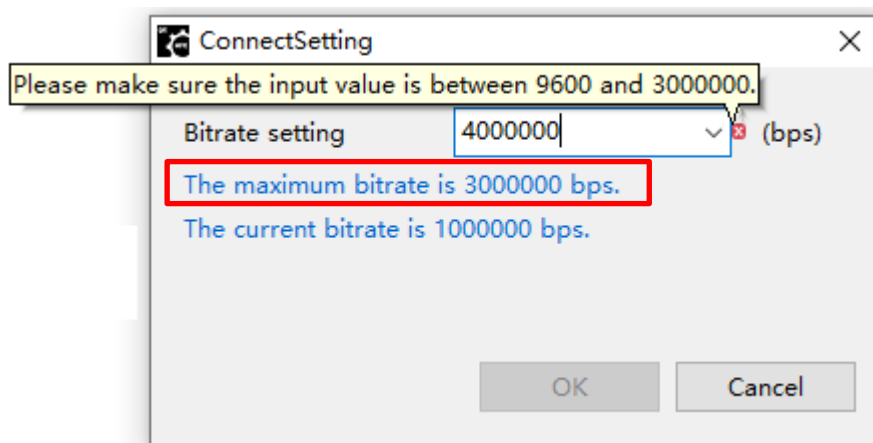 ConnectSetting
Please make sure the input value is between 9600 and 3000000.
Bitrate setting 4000000 (bps)
The maximum bitrate is 3000000 bps.
The current bitrate is 1000000 bps.
OK Cancel